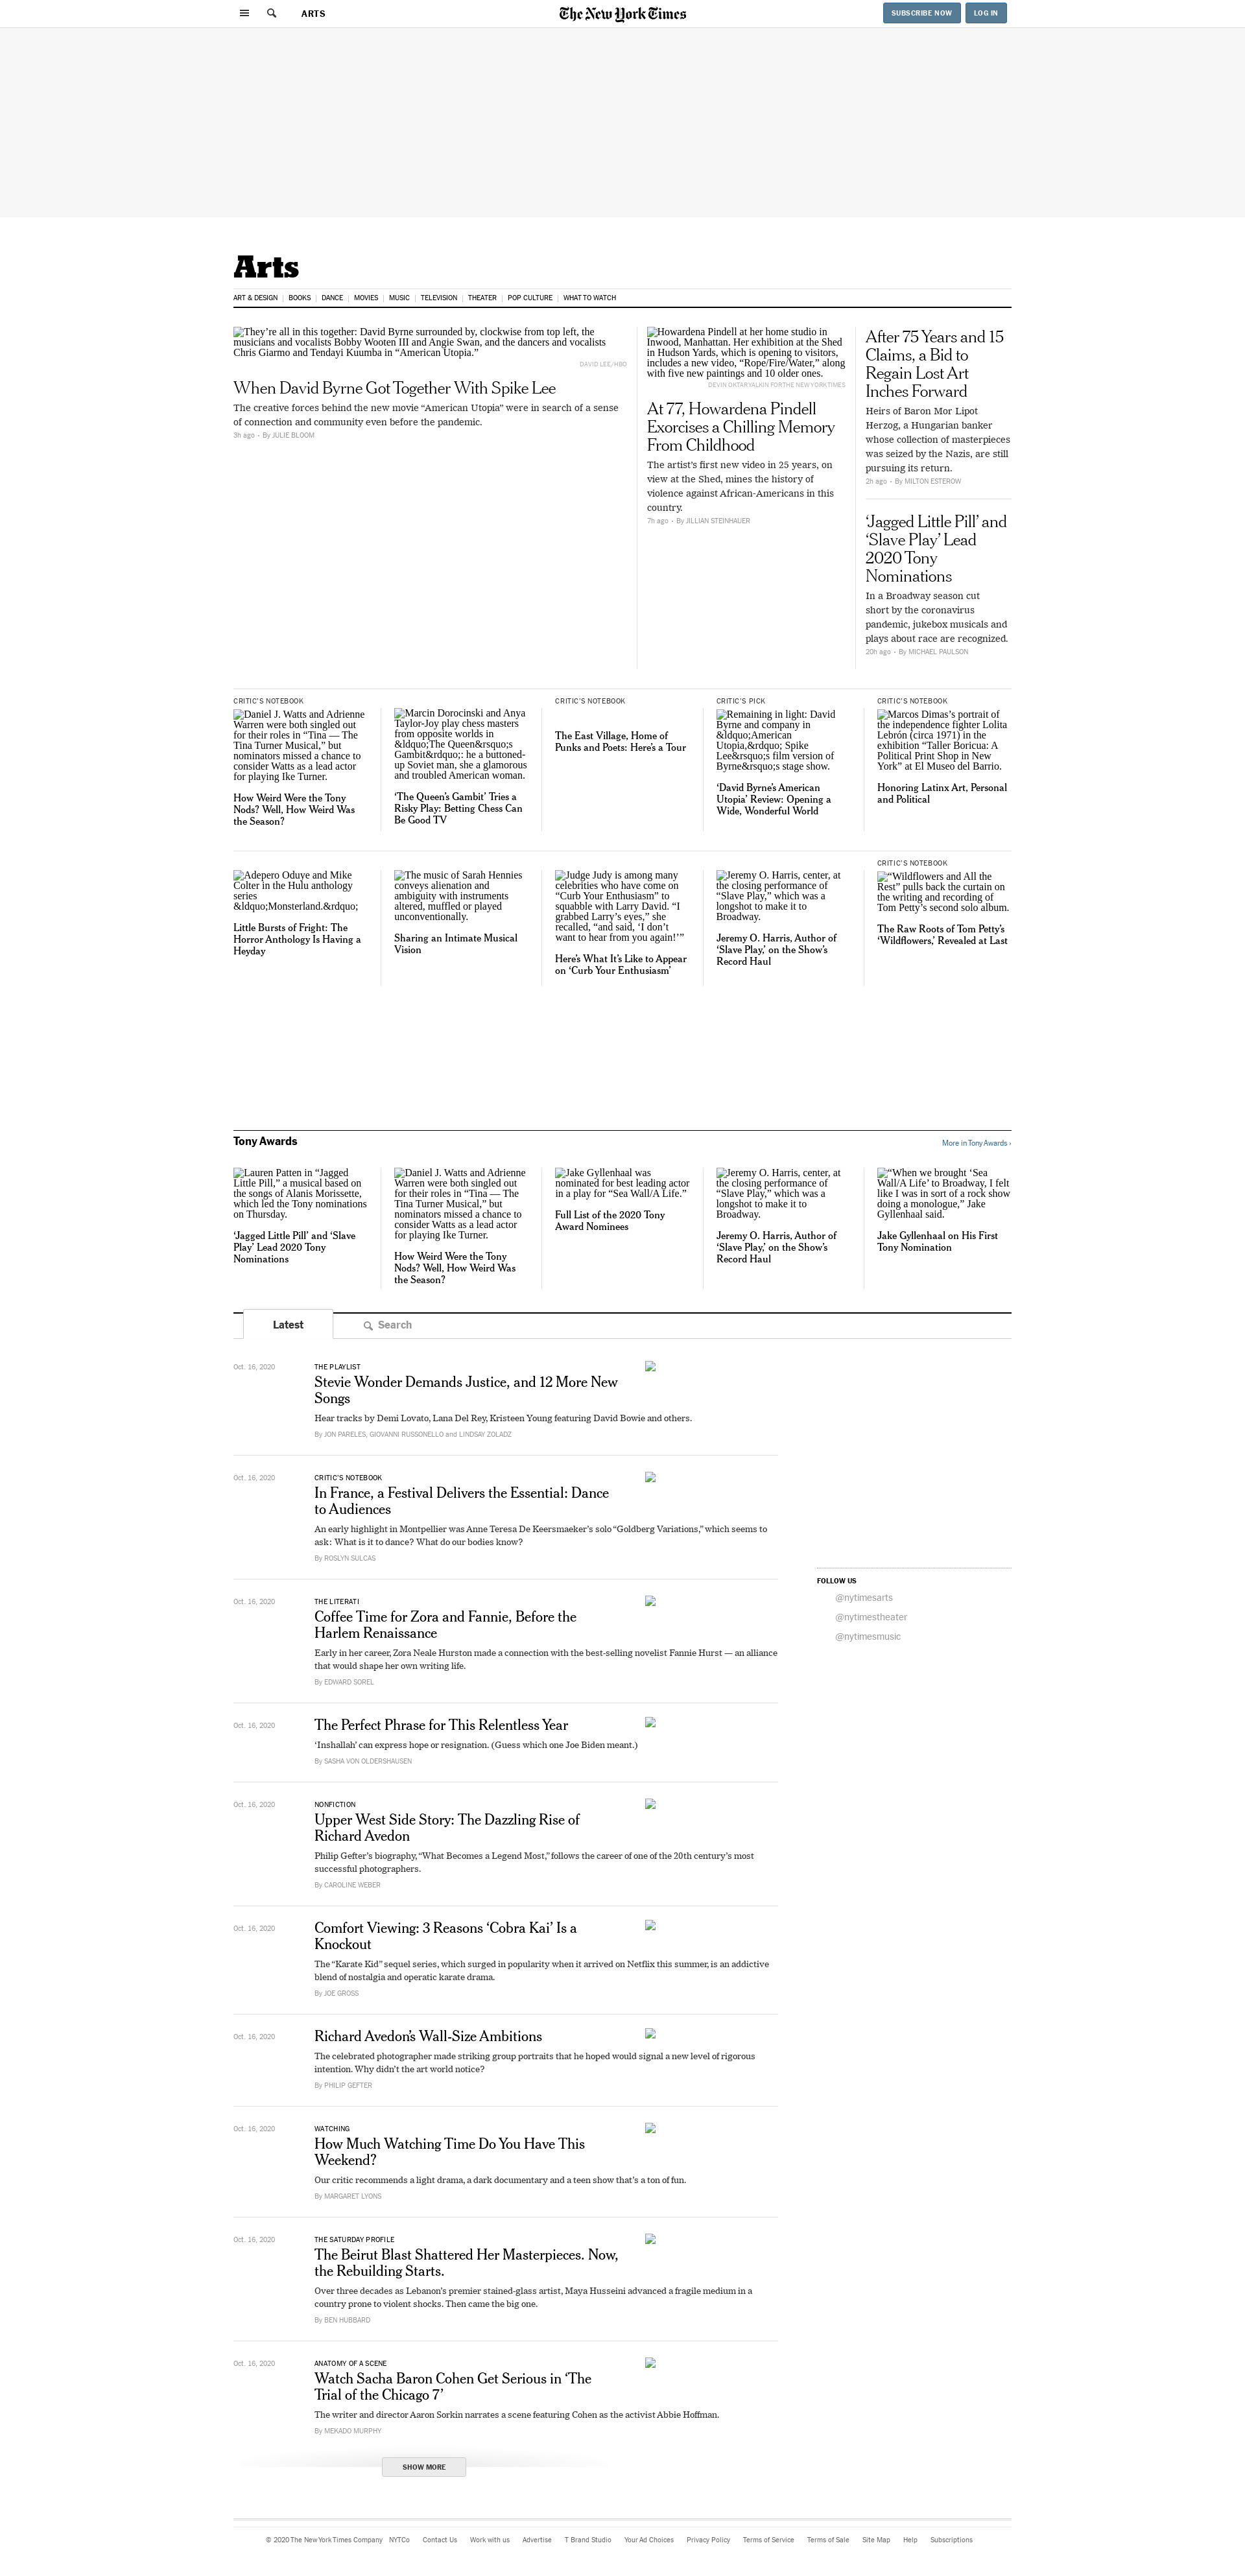 ARTS
The New York Times
SUBSCRIBE NOW
LOG IN
Arts
ART & DESIGN
BOOKS
DANCE
MOVIES
MUSIC
TELEVISION
THEATER
POP CULTURE
WHAT TO WATCH
They’re all in this together: David Byrne surrounded by, clockwise from top left, the
musicians and vocalists Bobby Wooten III and Angie Swan, and the dancers and vocalists
Chris Giarmo and Tendayi Kuumba in “American Utopia.”
DAVID LEE/HBO
When David Byrne Got Together With Spike Lee
The creative forces behind the new movie “American Utopia” were in search of a sense
of connection and community even before the pandemic.
3h ago • By JULIE BLOOM
Howardena Pindell at her home studio in
Inwood, Manhattan. Her exhibition at the Shed
in Hudson Yards, which is opening to visitors,
includes a new video, “Rope/Fire/Water,” along
with five new paintings and 10 older ones.
DEVIN OKTAR YALKIN FOR THE NEW YORK TIMES
At 77, Howardena Pindell
Exorcises a Chilling Memory
From Childhood
The artist’s first new video in 25 years, on
view at the Shed, mines the history of
violence against African-Americans in this
country.
7h ago • By JILLIAN STEINHAUER
After 75 Years and 15
Claims, a Bid to
Regain Lost Art
Inches Forward
Heirs of Baron Mor Lipot
Herzog, a Hungarian banker
whose collection of masterpieces
was seized by the Nazis, are still
pursuing its return.
2h ago • By MILTON ESTEROW
‘Jagged Little Pill’ and
‘Slave Play’ Lead
2020 Tony
Nominations
In a Broadway season cut
short by the coronavirus
pandemic, jukebox musicals and
plays about race are recognized.
20h ago • By MICHAEL PAULSON
CRITIC’S NOTEBOOK
Daniel J. Watts and Adrienne
Warren were both singled out
for their roles in “Tina — The
Tina Turner Musical,” but
nominators missed a chance to
consider Watts as a lead actor
for playing Ike Turner.
How Weird Were the Tony
Nods? Well, How Weird Was
the Season?
Marcin Dorocinski and Anya
Taylor-Joy play chess masters
from opposite worlds in
&ldquo;The Queen&rsquo;s
Gambit&rdquo;: he a buttoned-
up Soviet man, she a glamorous
and troubled American woman.
‘The Queen’s Gambit’ Tries a
Risky Play: Betting Chess Can
Be Good TV
CRITIC’S NOTEBOOK
The East Village, Home of
Punks and Poets: Here’s a Tour
CRITIC’S PICK
Remaining in light: David
Byrne and company in
&ldquo;American
Utopia,&rdquo; Spike
Lee&rsquo;s film version of
Byrne&rsquo;s stage show.
‘David Byrne’s American
Utopia’ Review: Opening a
Wide, Wonderful World
CRITIC’S NOTEBOOK
Marcos Dimas’s portrait of
the independence fighter Lolita
Lebrón (circa 1971) in the
exhibition “Taller Boricua: A
Political Print Shop in New
York” at El Museo del Barrio.
Honoring Latinx Art, Personal
and Political
Adepero Oduye and Mike
Colter in the Hulu anthology
series
&ldquo;Monsterland.&rdquo;
Little Bursts of Fright: The
Horror Anthology Is Having a
Heyday
The music of Sarah Hennies
conveys alienation and
ambiguity with instruments
altered, muffled or played
unconventionally.
Sharing an Intimate Musical
Vision
Judge Judy is among many
celebrities who have come on
“Curb Your Enthusiasm” to
squabble with Larry David. “I
grabbed Larry’s eyes,” she
recalled, “and said, ‘I don’t
want to hear from you again!’”
Here’s What It’s Like to Appear
on ‘Curb Your Enthusiasm’
Jeremy O. Harris, center, at
the closing performance of
“Slave Play,” which was a
longshot to make it to
Broadway.
Jeremy O. Harris, Author of
‘Slave Play,’ on the Show’s
Record Haul
CRITIC’S NOTEBOOK
“Wildflowers and All the
Rest” pulls back the curtain on
the writing and recording of
Tom Petty’s second solo album.
The Raw Roots of Tom Petty’s
‘Wildflowers,’ Revealed at Last
Tony Awards
More in Tony Awards ›
Lauren Patten in “Jagged
Little Pill,” a musical based on
the songs of Alanis Morissette,
which led the Tony nominations
on Thursday.
‘Jagged Little Pill’ and ‘Slave
Play’ Lead 2020 Tony
Nominations
Daniel J. Watts and Adrienne
Warren were both singled out
for their roles in “Tina — The
Tina Turner Musical,” but
nominators missed a chance to
consider Watts as a lead actor
for playing Ike Turner.
How Weird Were the Tony
Nods? Well, How Weird Was
the Season?
Jake Gyllenhaal was
nominated for best leading actor
in a play for “Sea Wall/A Life.”
Full List of the 2020 Tony
Award Nominees
Jeremy O. Harris, center, at
the closing performance of
“Slave Play,” which was a
longshot to make it to
Broadway.
Jeremy O. Harris, Author of
‘Slave Play,’ on the Show’s
Record Haul
“When we brought ‘Sea
Wall/A Life’ to Broadway, I felt
like I was in sort of a rock show
doing a monologue,” Jake
Gyllenhaal said.
Jake Gyllenhaal on His First
Tony Nomination
Latest
Search
Oct. 16, 2020
THE PLAYLIST
Stevie Wonder Demands Justice, and 12 More New
Songs
Hear tracks by Demi Lovato, Lana Del Rey, Kristeen Young featuring David Bowie and others.
By JON PARELES, GIOVANNI RUSSONELLO and LINDSAY ZOLADZ
Oct. 16, 2020
CRITIC’S NOTEBOOK
In France, a Festival Delivers the Essential: Dance
to Audiences
An early highlight in Montpellier was Anne Teresa De Keersmaeker’s solo “Goldberg Variations,” which seems to
ask: What is it to dance? What do our bodies know?
By ROSLYN SULCAS
Oct. 16, 2020
THE LITERATI
Coffee Time for Zora and Fannie, Before the
Harlem Renaissance
Early in her career, Zora Neale Hurston made a connection with the best-selling novelist Fannie Hurst — an alliance
that would shape her own writing life.
By EDWARD SOREL
Oct. 16, 2020
The Perfect Phrase for This Relentless Year
‘Inshallah’ can express hope or resignation. (Guess which one Joe Biden meant.)
By SASHA VON OLDERSHAUSEN
Oct. 16, 2020
NONFICTION
Upper West Side Story: The Dazzling Rise of
Richard Avedon
Philip Gefter’s biography, “What Becomes a Legend Most,” follows the career of one of the 20th century’s most
successful photographers.
By CAROLINE WEBER
Oct. 16, 2020
Comfort Viewing: 3 Reasons ‘Cobra Kai’ Is a
Knockout
The “Karate Kid” sequel series, which surged in popularity when it arrived on Netflix this summer, is an addictive
blend of nostalgia and operatic karate drama.
By JOE GROSS
Oct. 16, 2020
Richard Avedon’s Wall-Size Ambitions
The celebrated photographer made striking group portraits that he hoped would signal a new level of rigorous
intention. Why didn’t the art world notice?
By PHILIP GEFTER
Oct. 16, 2020
WATCHING
How Much Watching Time Do You Have This
Weekend?
Our critic recommends a light drama, a dark documentary and a teen show that’s a ton of fun.
By MARGARET LYONS
Oct. 16, 2020
THE SATURDAY PROFILE
The Beirut Blast Shattered Her Masterpieces. Now,
the Rebuilding Starts.
Over three decades as Lebanon’s premier stained-glass artist, Maya Husseini advanced a fragile medium in a
country prone to violent shocks. Then came the big one.
By BEN HUBBARD
Oct. 16, 2020
ANATOMY OF A SCENE
Watch Sacha Baron Cohen Get Serious in ‘The
Trial of the Chicago 7’
The writer and director Aaron Sorkin narrates a scene featuring Cohen as the activist Abbie Hoffman.
By MEKADO MURPHY
SHOW MORE
FOLLOW US
@nytimesarts
@nytimestheater
@nytimesmusic
© 2020 The New York Times Company
NYTCo
Contact Us
Work with us
Advertise
T Brand Studio
Your Ad Choices
Privacy Policy
Terms of Service
Terms of Sale
Site Map
Help
Subscriptions